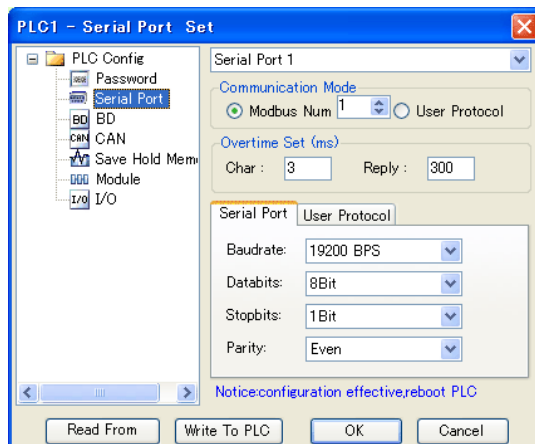 PLC1 - Serial Port Set
PLC Config
Password
Serial Port
BD BD
CAN CAN
Save Hold Mem
Module
I/O I/O
Serial Port 1
Communication Mode
Modbus Num 1 User Protocol
Overtime Set (ms)
Char : 3 Reply : 300
Serial Port User Protocol
Baudrate: 19200 BPS
Databits: 8Bit
Stopbits: 1Bit
Parity: Even
Notice:configuration effective,reboot PLC
Read From Write To PLC OK Cancel